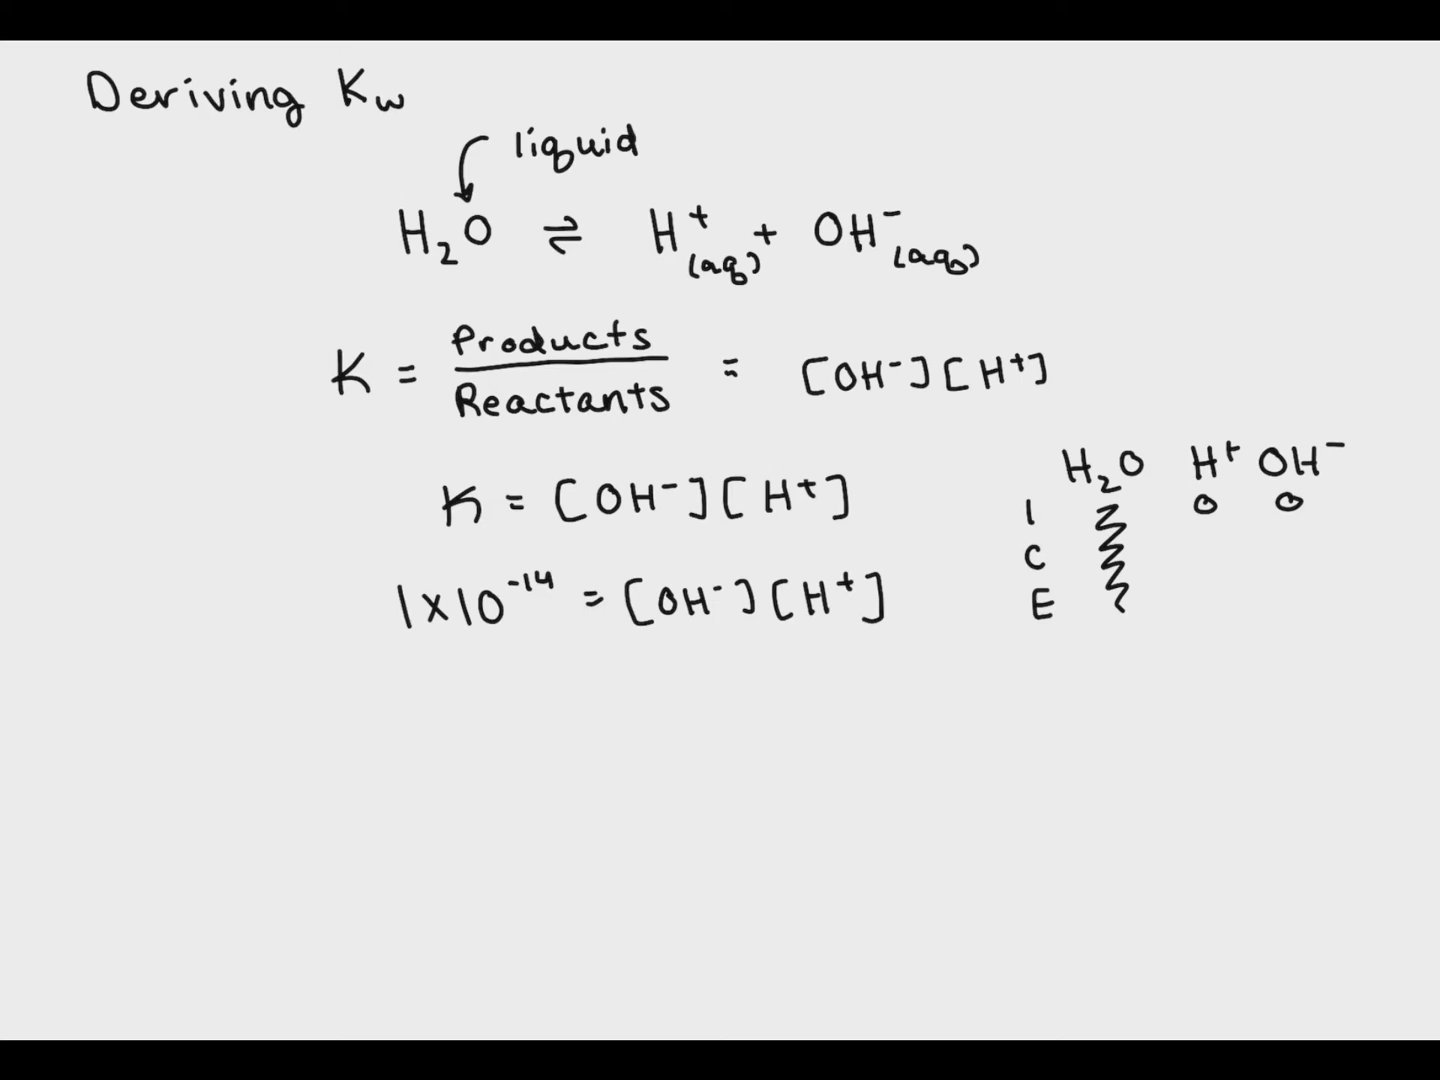 Deriving Kw
liquid
H₂O ⇌ H⁺(aq) + OH⁻(aq)
K = Products / Reactants = [OH⁻][H⁺]
K = [OH⁻][H⁺]
1x10⁻¹⁴ = [OH⁻][H⁺]
H₂O H⁺ OH⁻
I 0 0
C
E